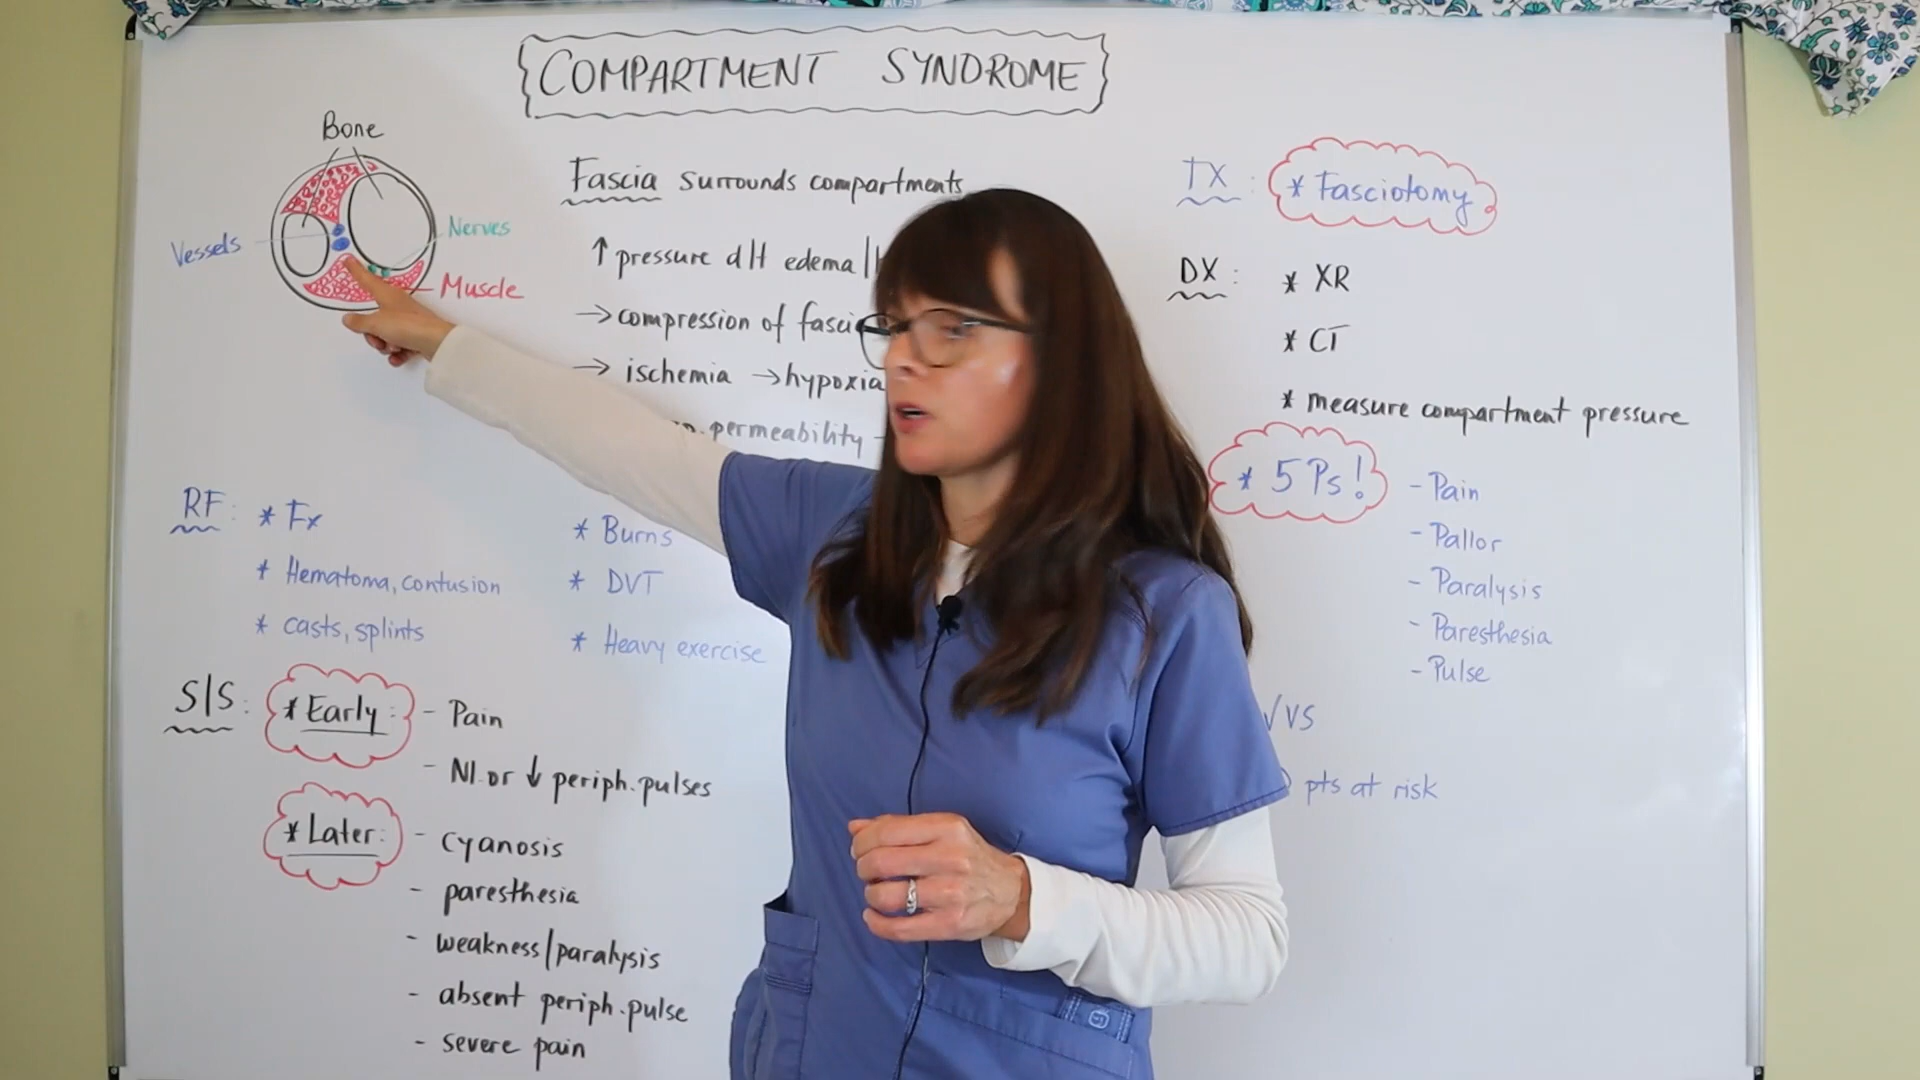 COMPARTMENT SYNDROME
Bone
Vessels
Nerves
Muscle
Fascia surrounds compartments
↑ pressure d/t edema/
→ compression of
→ ischemia → hypoxia
permeability
RF: * Fx
* Hematoma, contusion
* casts, splints
* Burns
* DVT
* Heavy exercise
S/S: * Early: - Pain
- Nl. or ↓ periph. pulses
* Later: - cyanosis
- paresthesia
- weakness/paralysis
- absent periph. pulse
- severe pain
TX: * Fasciotomy
DX: * XR
* CT
* measure compartment pressure
* 5 Ps!
- Pain
- Pallor
- Paralysis
- Paresthesia
- Pulse
√ VS
pts at risk